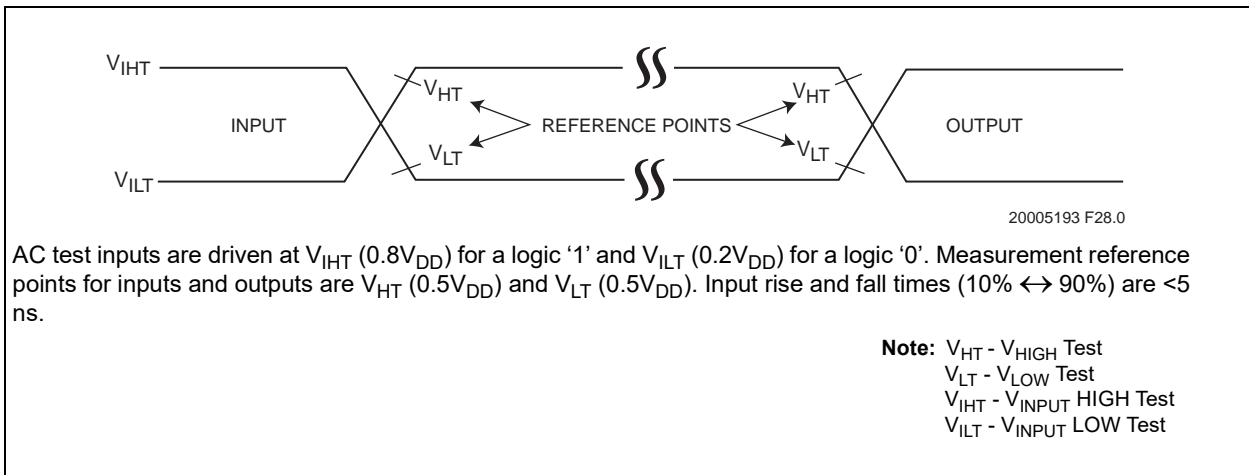 VIHT
VHT
VHT
INPUT
REFERENCE POINTS
OUTPUT
VLT
VLT
VILT
20005193 F28.0
AC test inputs are driven at VIHT (0.8VDD) for a logic ‘1’ and VILT (0.2VDD) for a logic ‘0’. Measurement reference
points for inputs and outputs are VHT (0.5VDD) and VLT (0.5VDD). Input rise and fall times (10% ↔ 90%) are <5
ns.
Note: VHT - VHIGH Test
VLT - VLOW Test
VIHT - VINPUT HIGH Test
VILT - VINPUT LOW Test